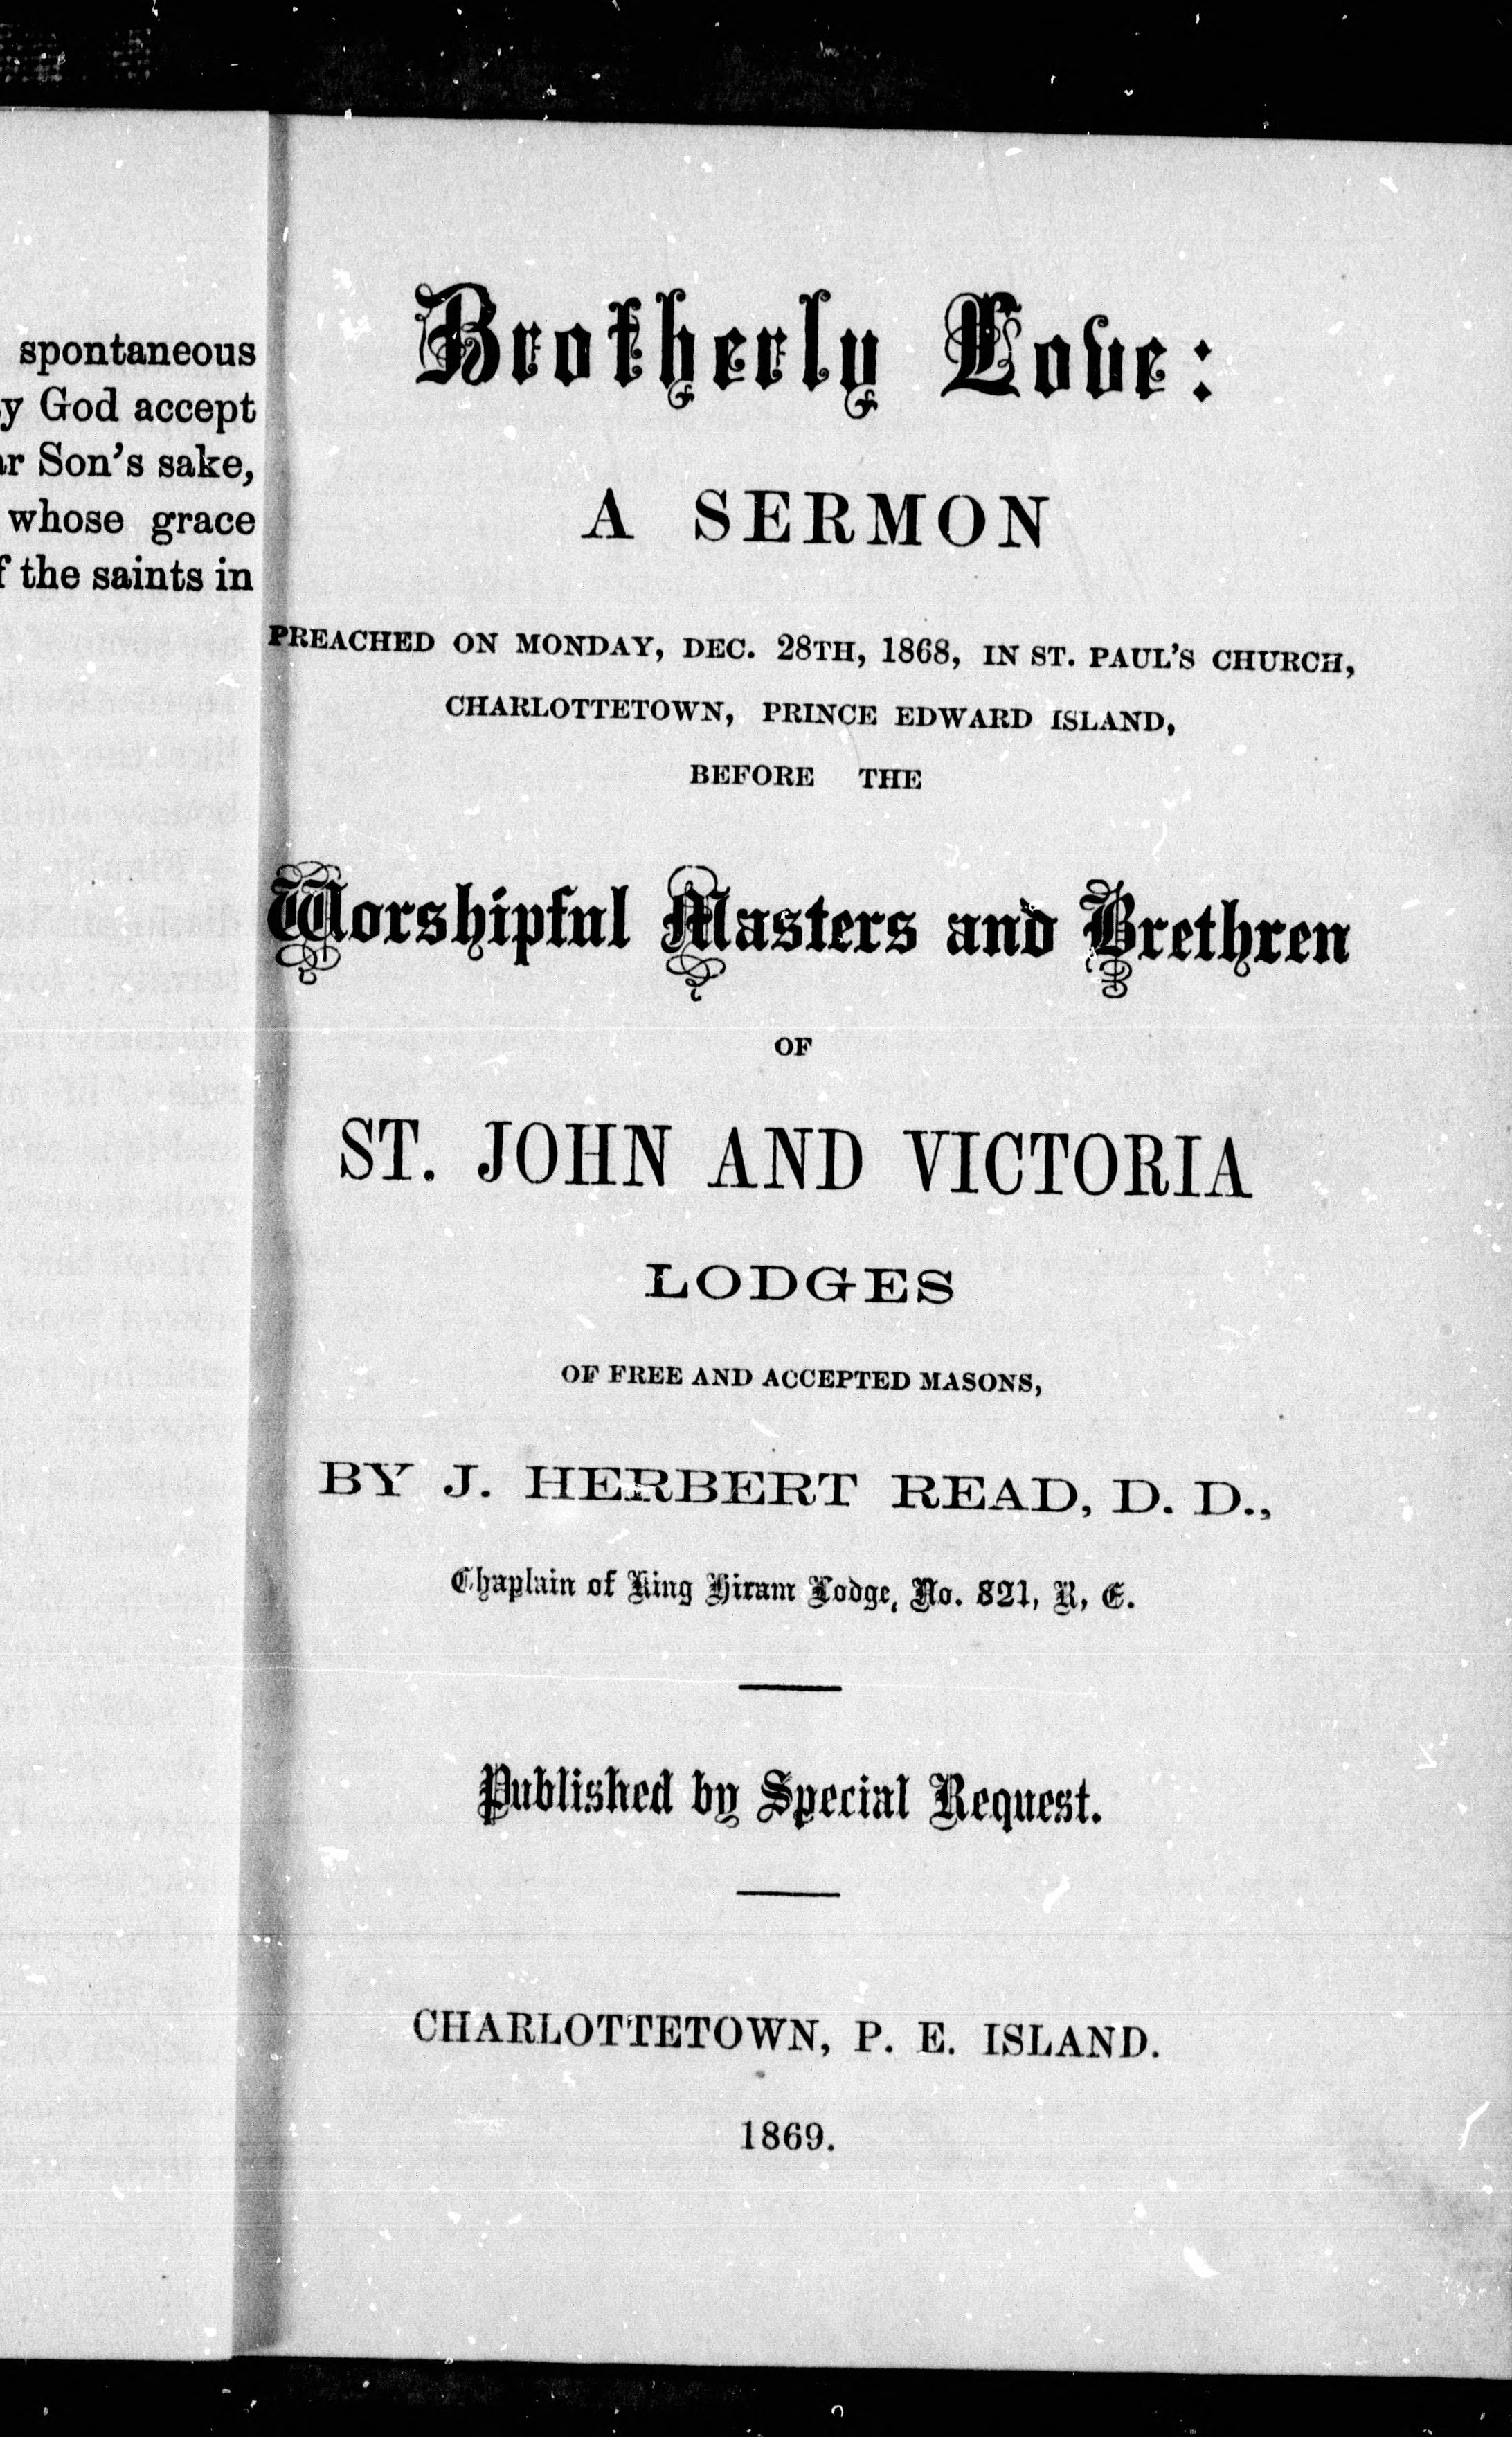 spontaneous
y God accept
ar Son's sake,
whose grace
f the saints in
Brotherly Love:
A SERMON
PREACHED ON MONDAY, DEC. 28TH, 1868, IN ST. PAUL'S CHURCH,
CHARLOTTETOWN, PRINCE EDWARD ISLAND,
BEFORE THE
Worshipful Masters and Brethren
OF
ST. JOHN AND VICTORIA
LODGES
OF FREE AND ACCEPTED MASONS,
BY J. HERBERT READ, D. D.,
Chaplain of King Hiram Lodge, No. 821, R, E.
Published by Special Request.
CHARLOTTETOWN, P. E. ISLAND.
1869.